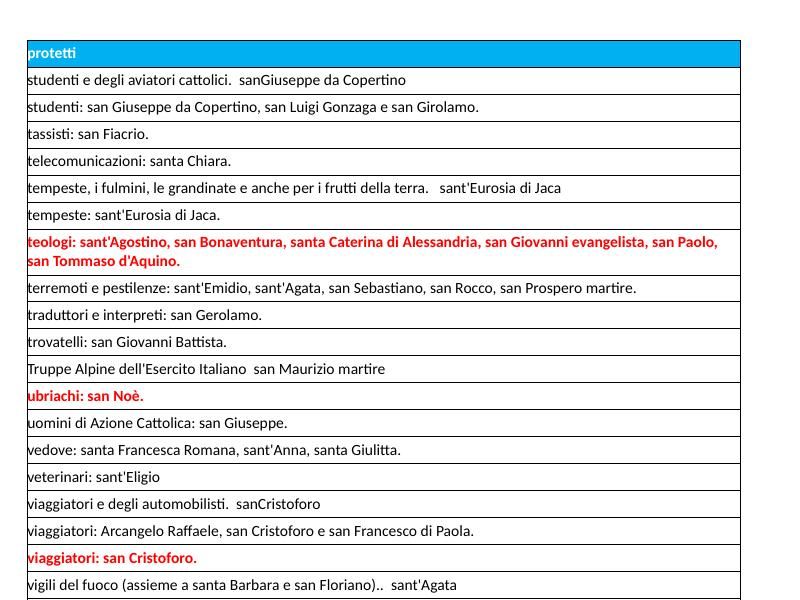 protetti
studenti e degli aviatori cattolici.  sanGiuseppe da Copertino
studenti: san Giuseppe da Copertino, san Luigi Gonzaga e san Girolamo.
tassisti: san Fiacrio.
telecomunicazioni: santa Chiara.
tempeste, i fulmini, le grandinate e anche per i frutti della terra.   sant'Eurosia di Jaca
tempeste: sant'Eurosia di Jaca.
teologi: sant'Agostino, san Bonaventura, santa Caterina di Alessandria, san Giovanni evangelista, san Paolo,
san Tommaso d'Aquino.
terremoti e pestilenze: sant'Emidio, sant'Agata, san Sebastiano, san Rocco, san Prospero martire.
traduttori e interpreti: san Gerolamo.
trovatelli: san Giovanni Battista.
Truppe Alpine dell'Esercito Italiano  san Maurizio martire
ubriachi: san Noè.
uomini di Azione Cattolica: san Giuseppe.
vedove: santa Francesca Romana, sant'Anna, santa Giulitta.
veterinari: sant'Eligio
viaggiatori e degli automobilisti.  sanCristoforo
viaggiatori: Arcangelo Raffaele, san Cristoforo e san Francesco di Paola.
viaggiatori: san Cristoforo.
vigili del fuoco (assieme a santa Barbara e san Floriano)..  sant'Agata